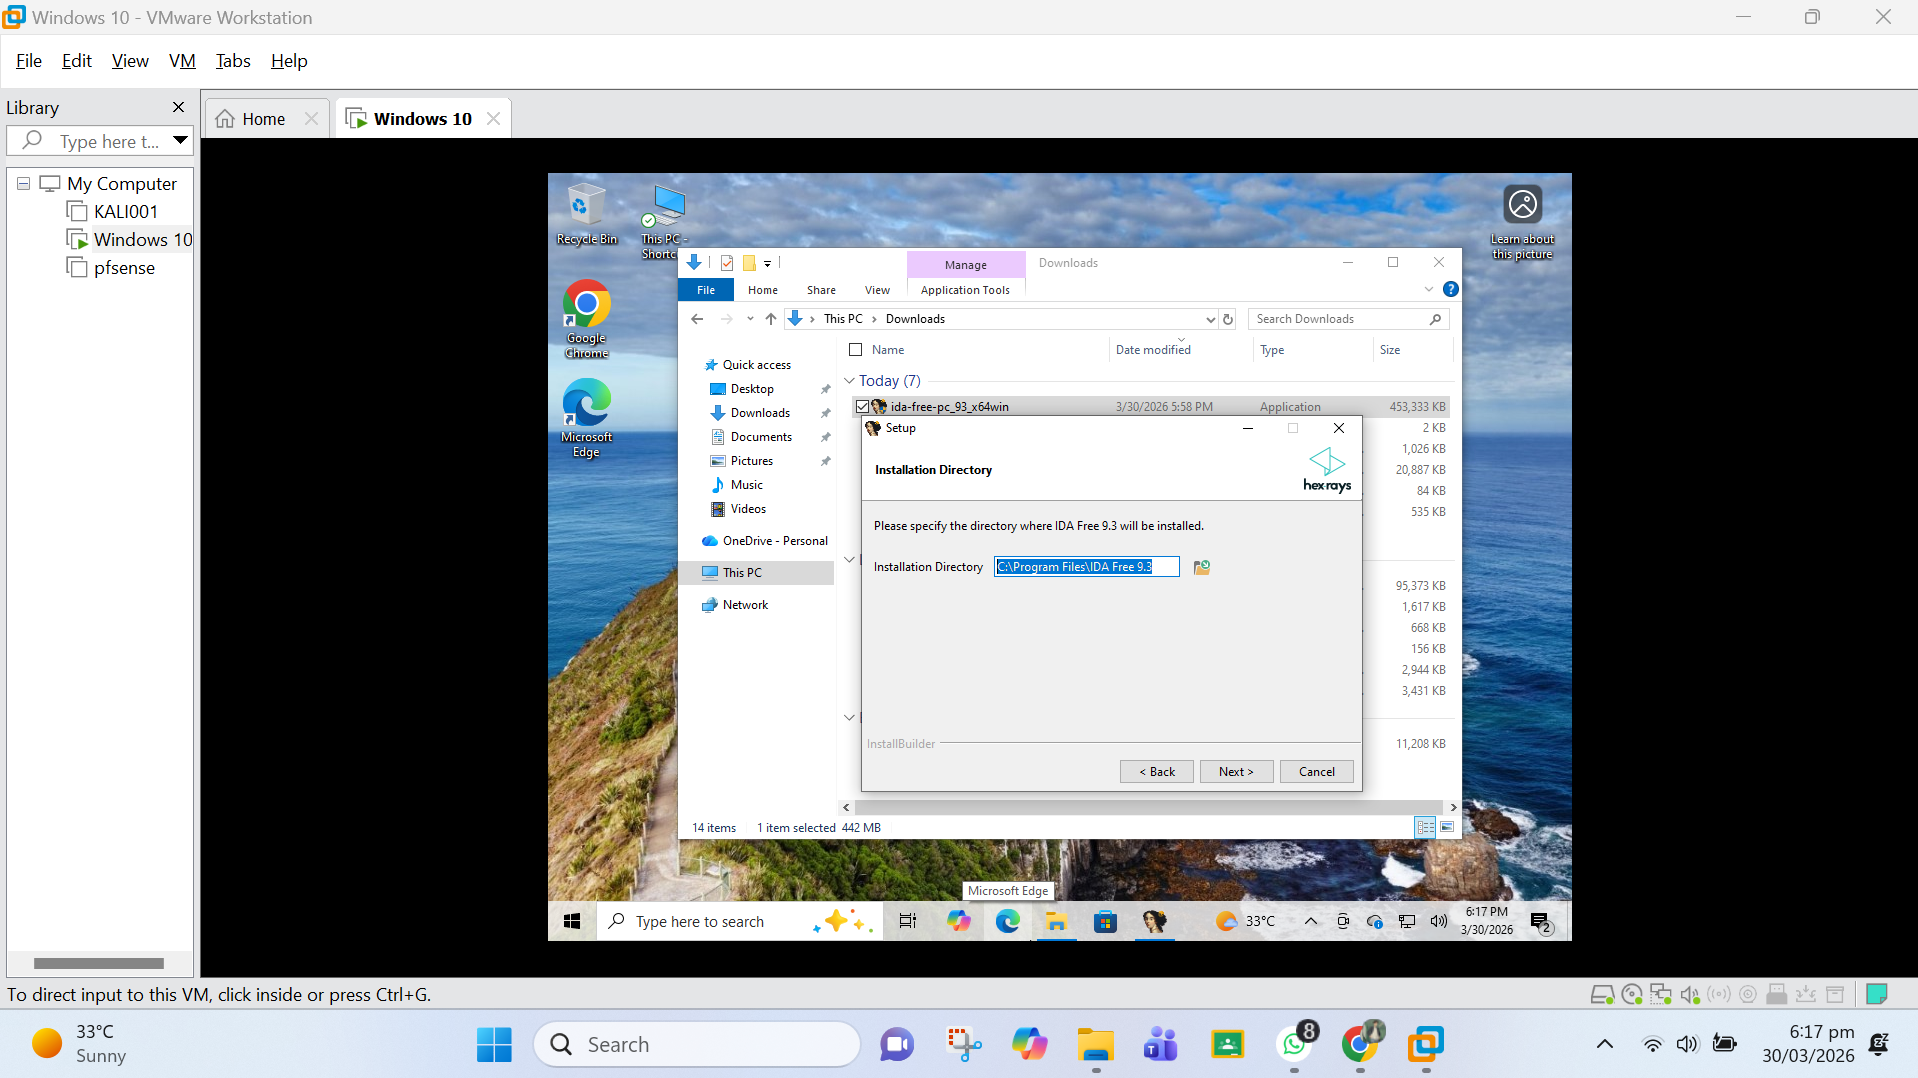 Windows 10 - VMware Workstation
File Edit View VM Tabs Help
Library
Type here t...
My Computer
KALI001
Windows 10
pfsense
Home
Windows 10
Recycle Bin
This PC -
Shortc
Learn about
this picture
Google
Chrome
Microsoft
Edge
Manage
Downloads
File Home Share View Application Tools
This PC > Downloads
Search Downloads
Name Date modified Type Size
Quick access
Desktop
Downloads
Documents
Pictures
Music
Videos
OneDrive - Personal
This PC
Network
Today (7)
ida-free-pc_93_x64win 3/30/2026 5:58 PM Application 453,333 KB
2 KB
1,026 KB
20,887 KB
84 KB
535 KB
95,373 KB
1,617 KB
668 KB
156 KB
2,944 KB
3,431 KB
11,208 KB
Setup
Installation Directory
hex-rays
Please specify the directory where IDA Free 9.3 will be installed.
Installation Directory C:\Program Files\IDA Free 9.3
InstallBuilder
< Back Next > Cancel
14 items 1 item selected 442 MB
Microsoft Edge
Type here to search
33°C
6:17 PM
3/30/2026
2
To direct input to this VM, click inside or press Ctrl+G.
33°C
Sunny
Search
8
6:17 pm
30/03/2026